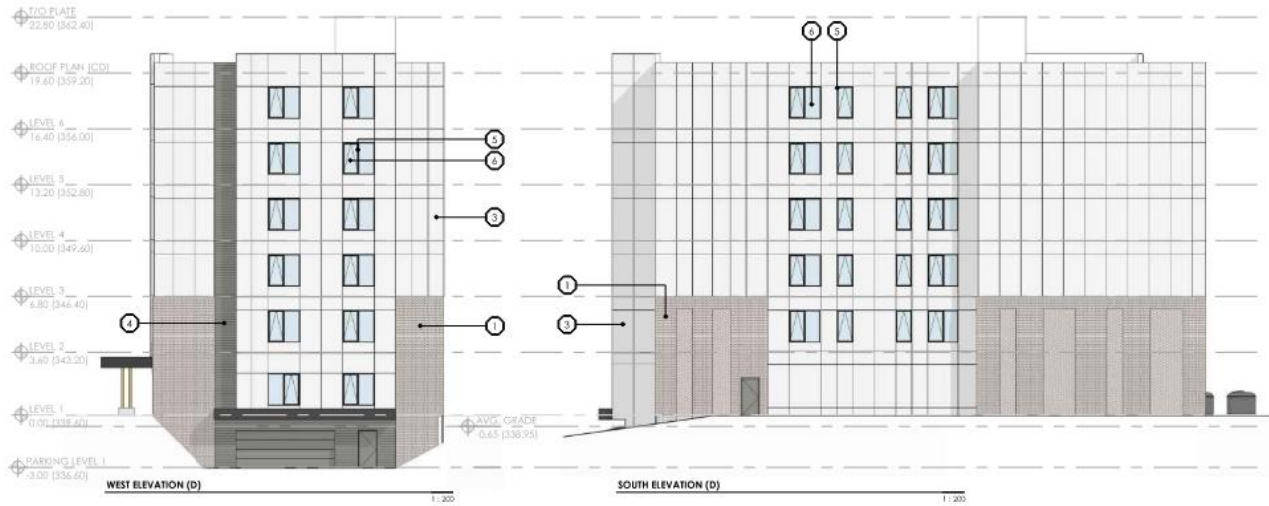 T/O PLATE
22.80 (362.40)
ROOF PLAN (CD)
19.60 (359.20)
LEVEL 6
16.40 (356.00)
LEVEL 5
13.20 (352.80)
LEVEL 4
10.00 (349.60)
LEVEL 3
6.80 (346.40)
LEVEL 2
3.60 (343.20)
LEVEL 1
0.00 (339.60)
PARKING LEVEL 1
-3.00 (336.60)
5
6
3
4
1
WEST ELEVATION (D)
1 : 200
AVG. GRADE
-0.65 (338.95)
6
5
1
3
SOUTH ELEVATION (D)
1 : 200